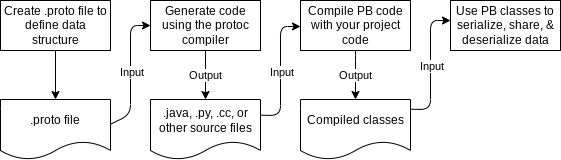 Create .proto file to
define data
structure
Generate code
using the protoc
compiler
Compile PB code
with your project
code
Use PB classes to
serialize, share, &
deserialize data
Input
Output
Input
Output
Input
.proto file
.java, .py, .cc, or
other source files
Compiled classes